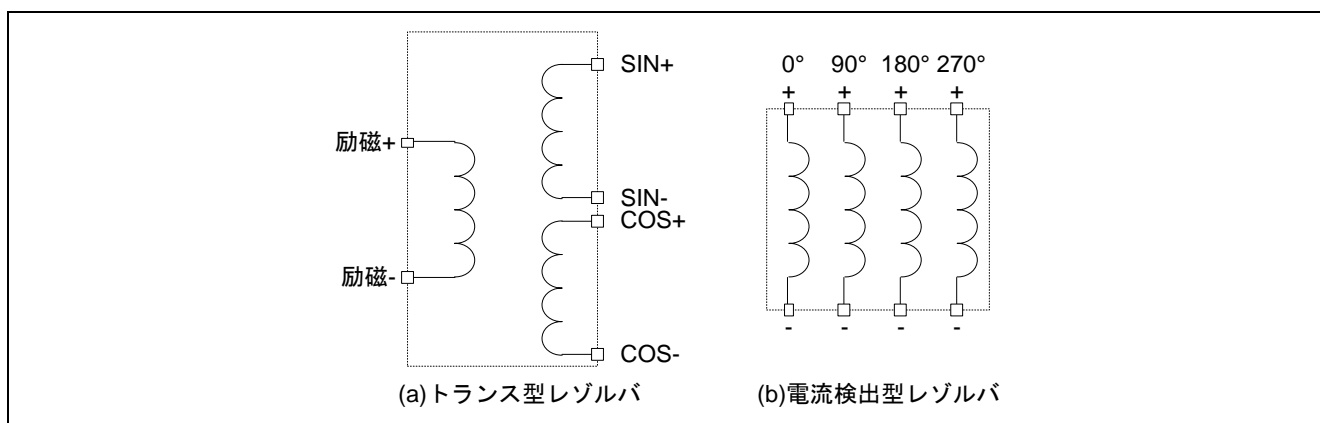 SIN+
励磁+
SIN-
COS+
励磁-
COS-
(a)トランス型レゾルバ
0° 90° 180° 270°
+ + + +
- - - -
(b)電流検出型レゾルバ